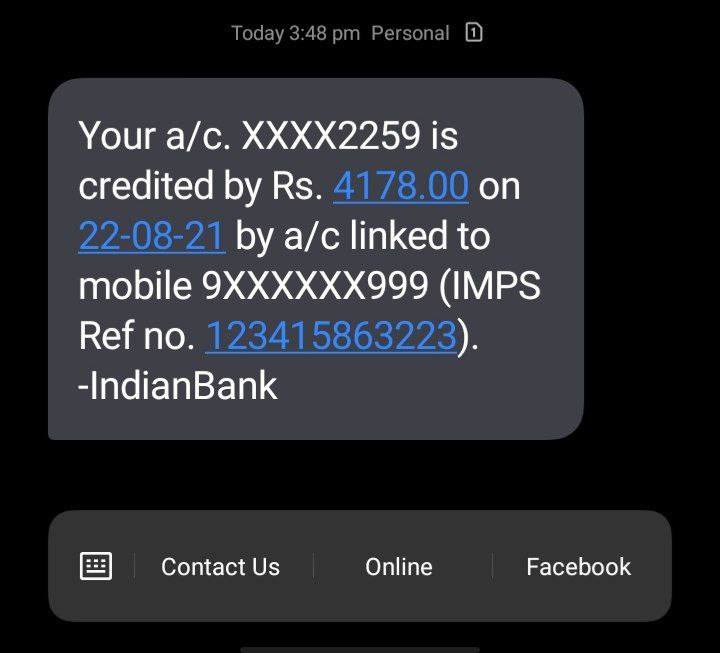 Today 3:48 pm Personal 1
Your a/c. XXXX2259 is
credited by Rs. 4178.00 on
22-08-21 by a/c linked to
mobile 9XXXXXX999 (IMPS
Ref no. 123415863223).
-IndianBank
Contact Us Online Facebook